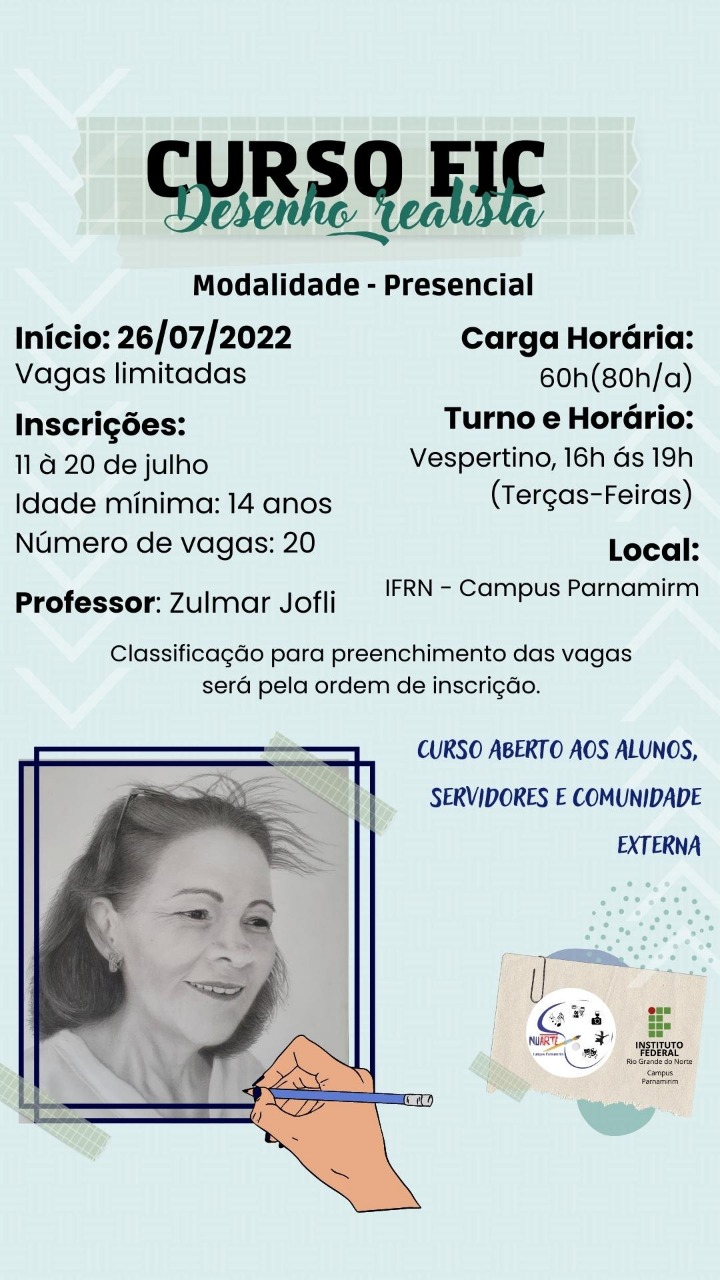 CURSO FIC
Desenho realista
Modalidade - Presencial
Início: 26/07/2022
Vagas limitadas
Inscrições:
11 à 20 de julho
Idade mínima: 14 anos
Número de vagas: 20
Professor: Zulmar Jofli
Carga Horária:
60h(80h/a)
Turno e Horário:
Vespertino, 16h ás 19h
(Terças-Feiras)
Local:
IFRN - Campus Parnamirm
Classificação para preenchimento das vagas
será pela ordem de inscrição.
CURSO ABERTO AOS ALUNOS,
SERVIDORES E COMUNIDADE
EXTERNA
NUARTE
INSTITUTO
FEDERAL
Rio Grande do Norte
Campus
Parnamirim